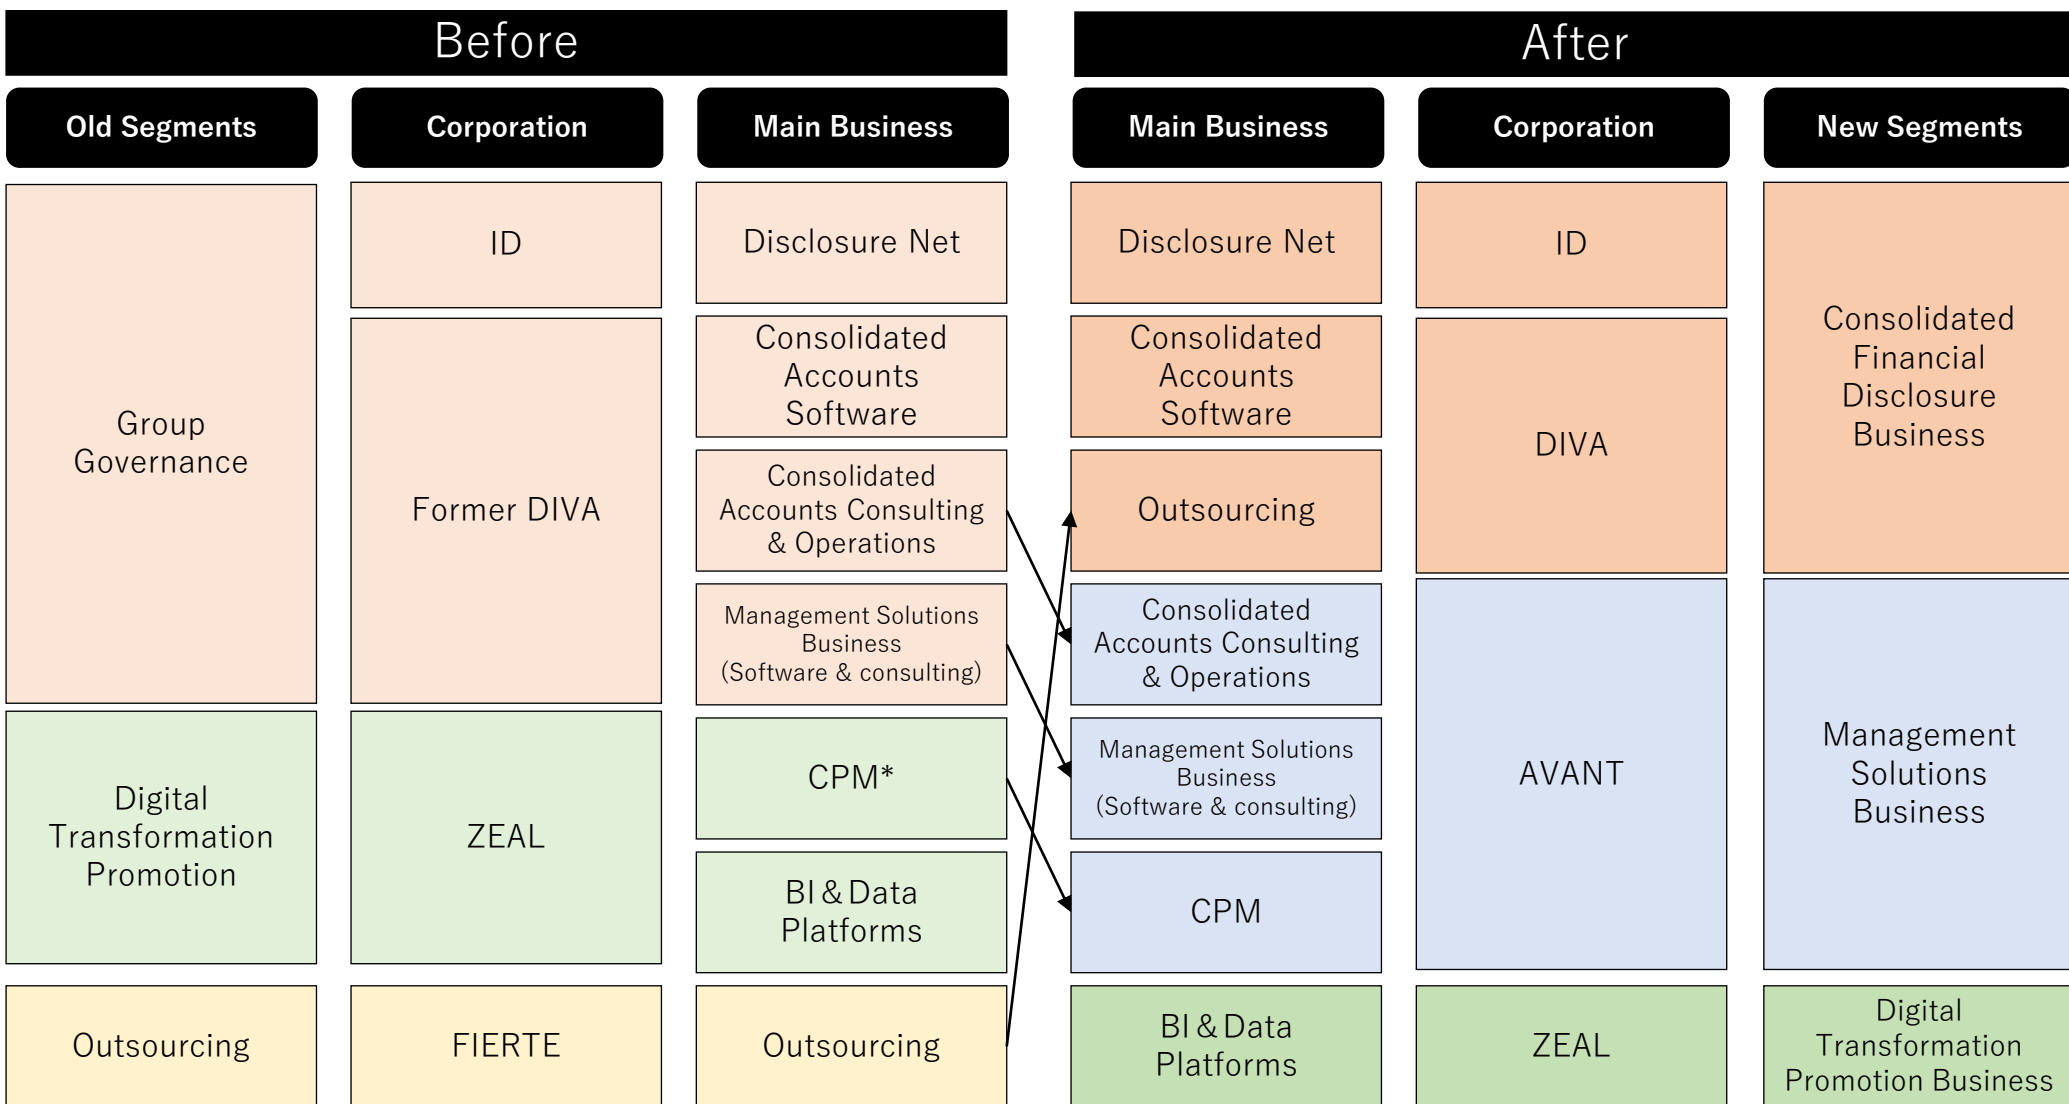 Before
After
Old Segments
Corporation
Main Business
Main Business
Corporation
New Segments
Group
Governance
Digital
Transformation
Promotion
Outsourcing
ID
Former DIVA
ZEAL
FIERTE
Disclosure Net
Consolidated
Accounts
Software
Consolidated
Accounts Consulting
& Operations
Management Solutions
Business
(Software & consulting)
CPM*
BI & Data
Platforms
Outsourcing
Disclosure Net
Consolidated
Accounts
Software
Outsourcing
Consolidated
Accounts Consulting
& Operations
Management Solutions
Business
(Software & consulting)
CPM
BI & Data
Platforms
ID
DIVA
AVANT
ZEAL
Consolidated
Financial
Disclosure
Business
Management
Solutions
Business
Digital
Transformation
Promotion Business